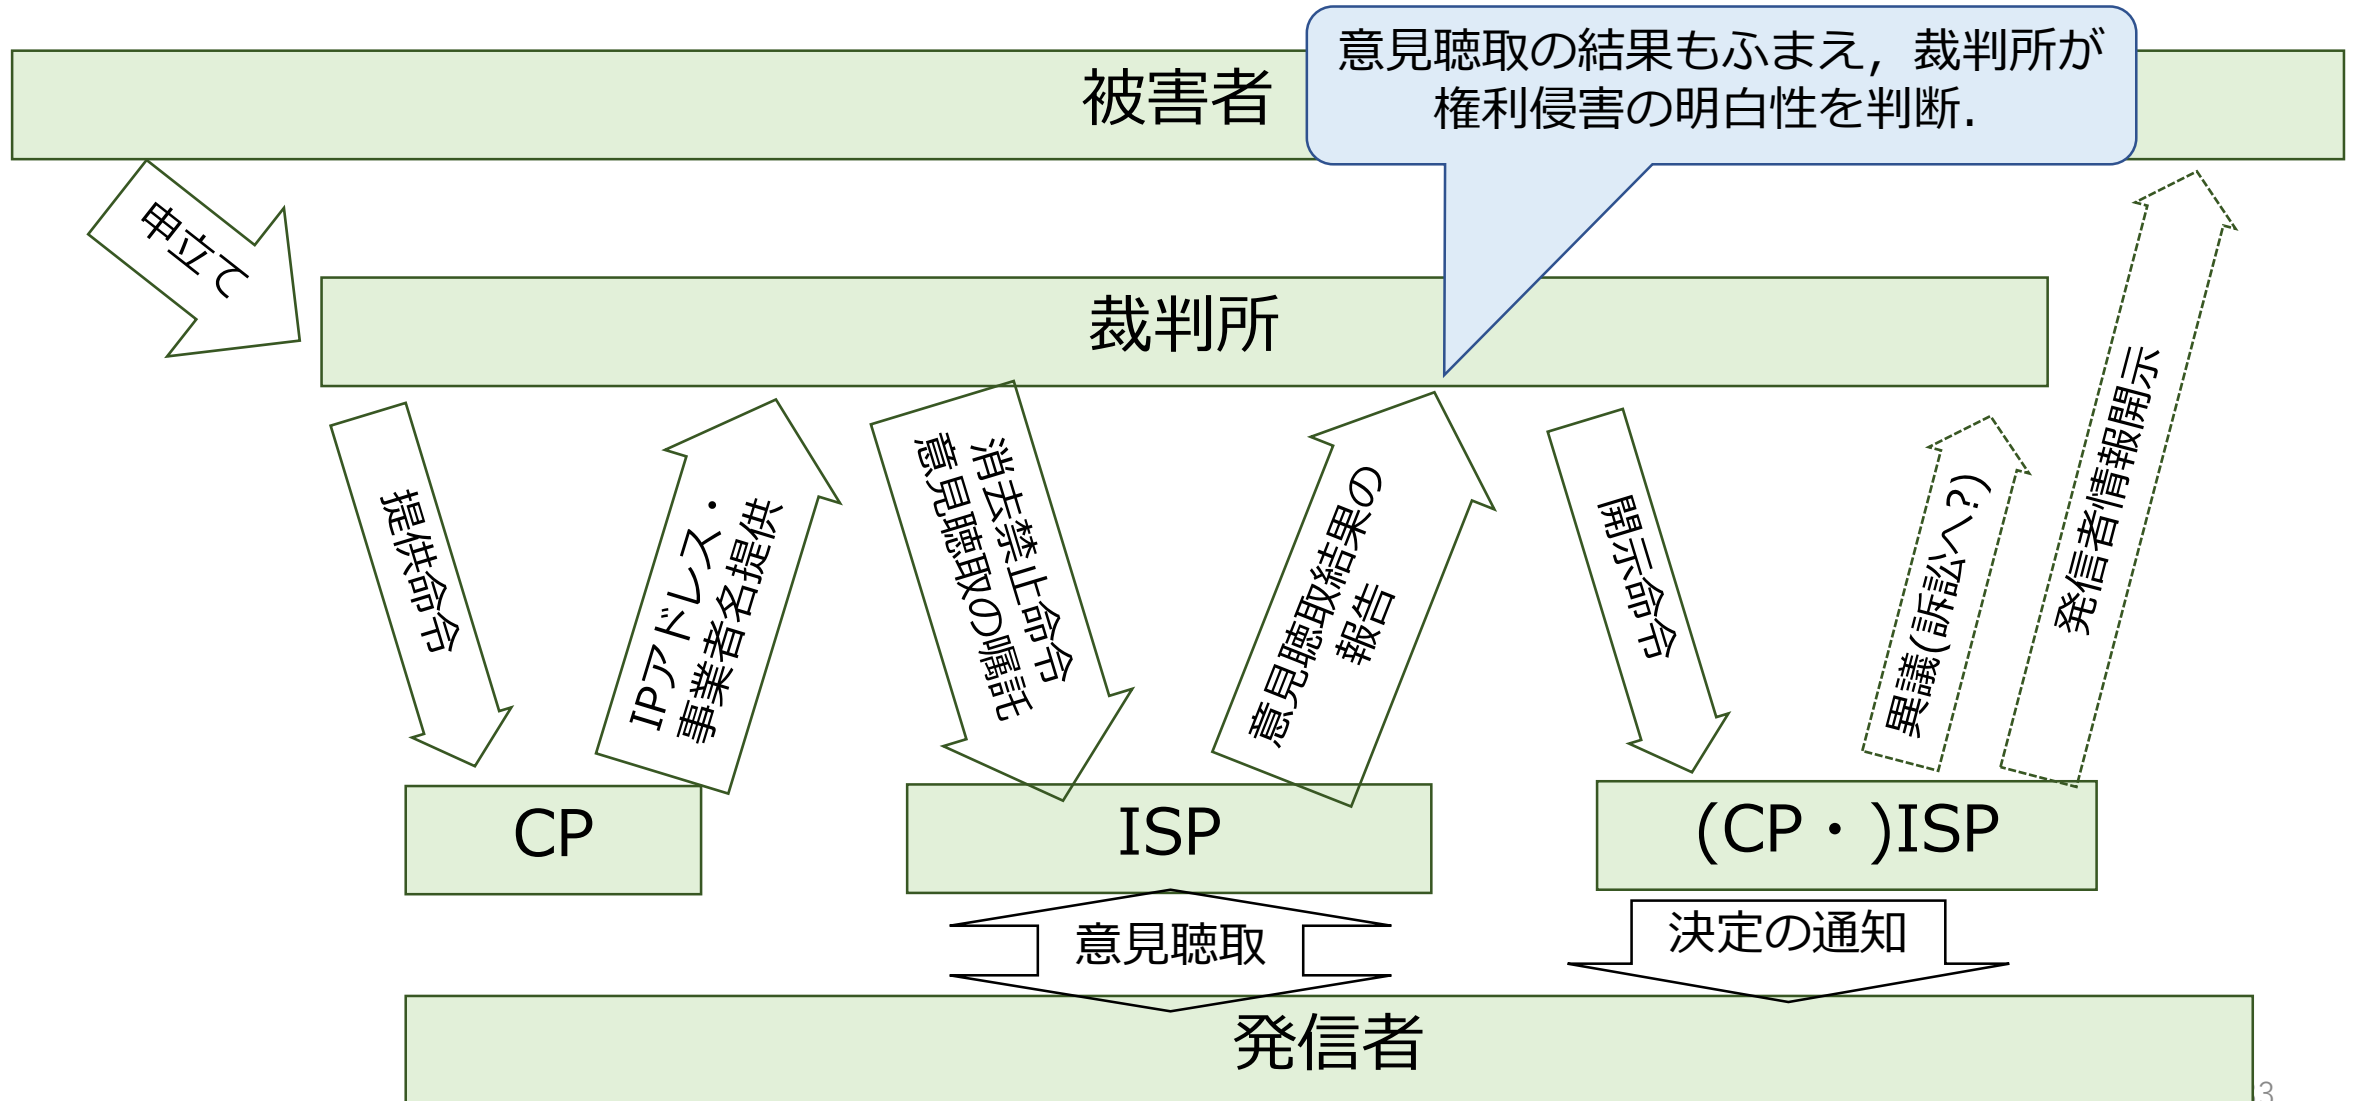 意見聴取の結果もふまえ，裁判所が
権利侵害の明白性を判断．
被害者
申立て
裁判所
提供命令
IPアドレス・
事業者名提供
消去禁止命令
意見聴取の嘱託
意見聴取結果の
報告
開示命令
異議(訴訟へ?)
発信者情報開示
CP
ISP
(CP・)ISP
意見聴取
決定の通知
発信者
3